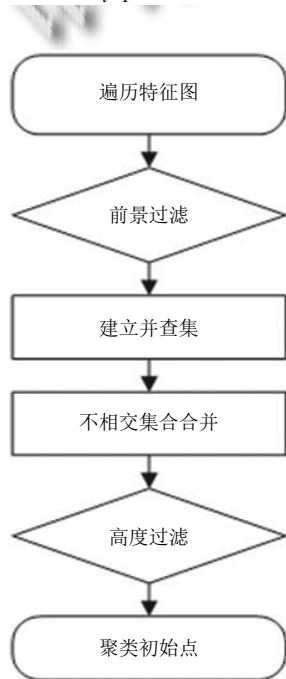 遍历特征图
前景过滤
建立并查集
不相交集合合并
高度过滤
聚类初始点